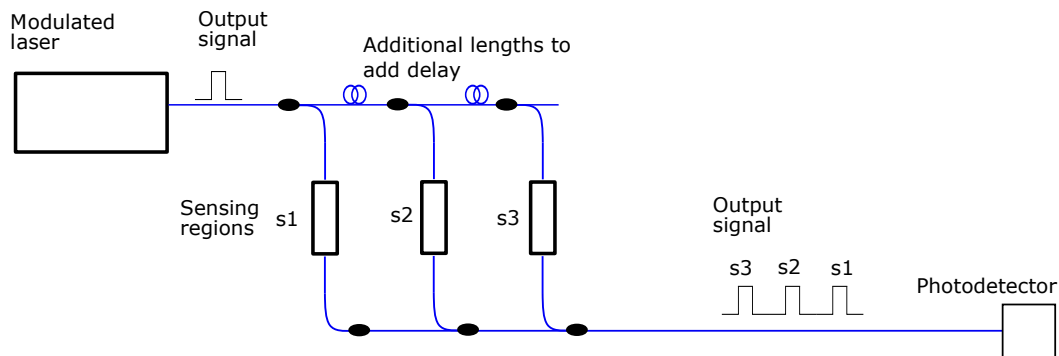 Modulated
laser
Output
signal
Additional lengths to
add delay
Sensing
regions
s1
s2
s3
Output
signal
s3 s2 s1
Photodetector